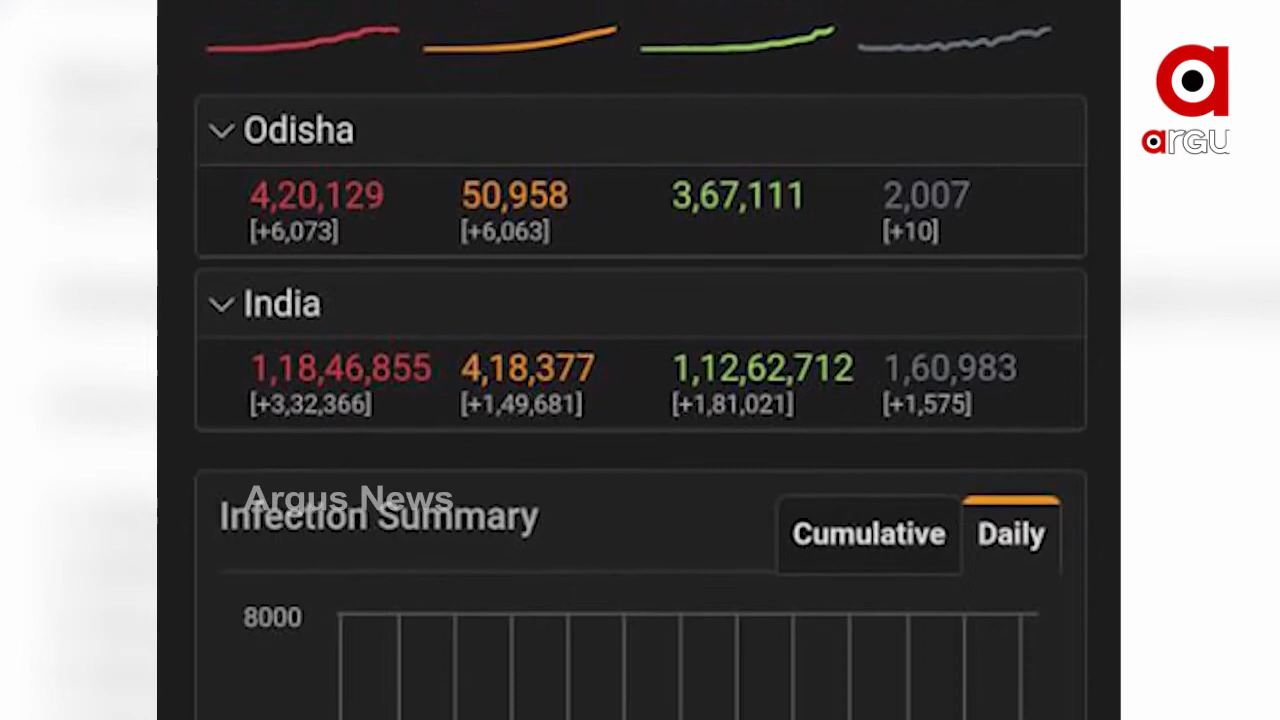 argu
Odisha
4,20,129 50,958 3,67,111 2,007
[+6,073] [+6,063] [+10]
India
1,18,46,855 4,18,377 1,12,62,712 1,60,983
[+3,32,366] [+1,49,681] [+1,81,021] [+1,575]
Argus News
Infection Summary
Cumulative Daily
8000